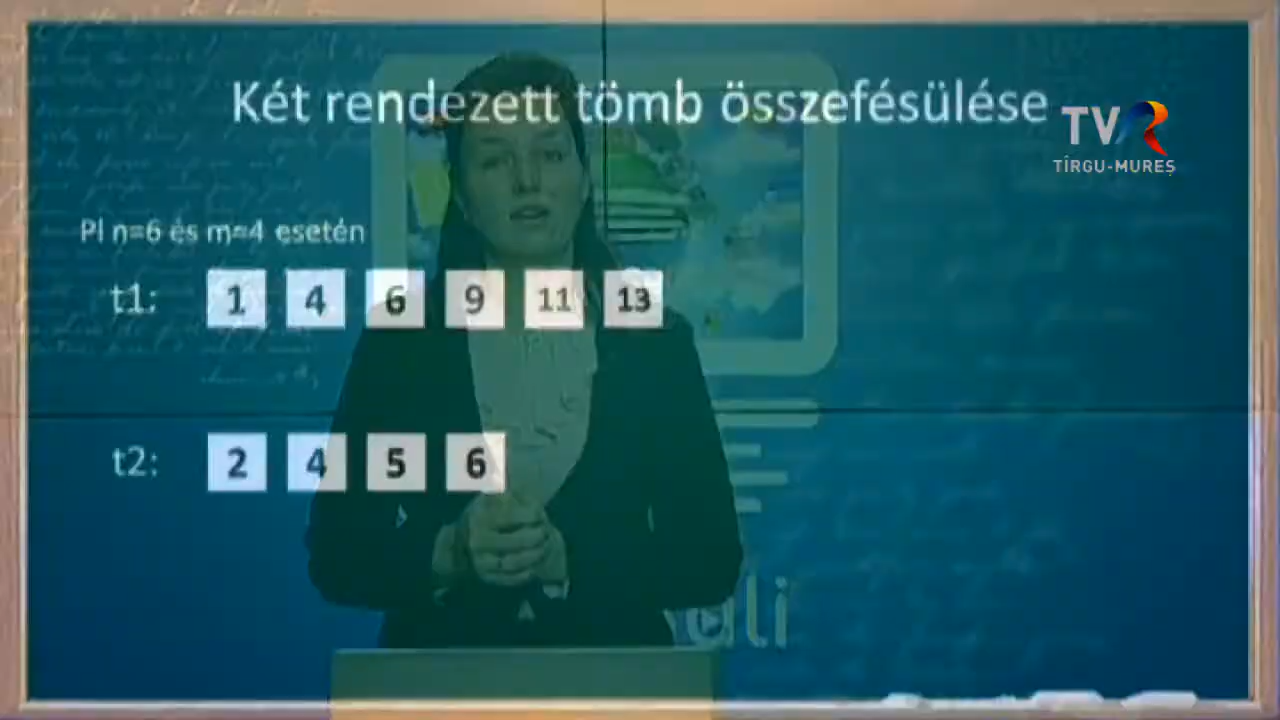 Két rendezett tömb összefésülése
TVR
TÎRGU-MUREȘ
Pl n=6 és m=4 esetén
t1: 1 4 6 9 11 13
t2: 2 4 5 6